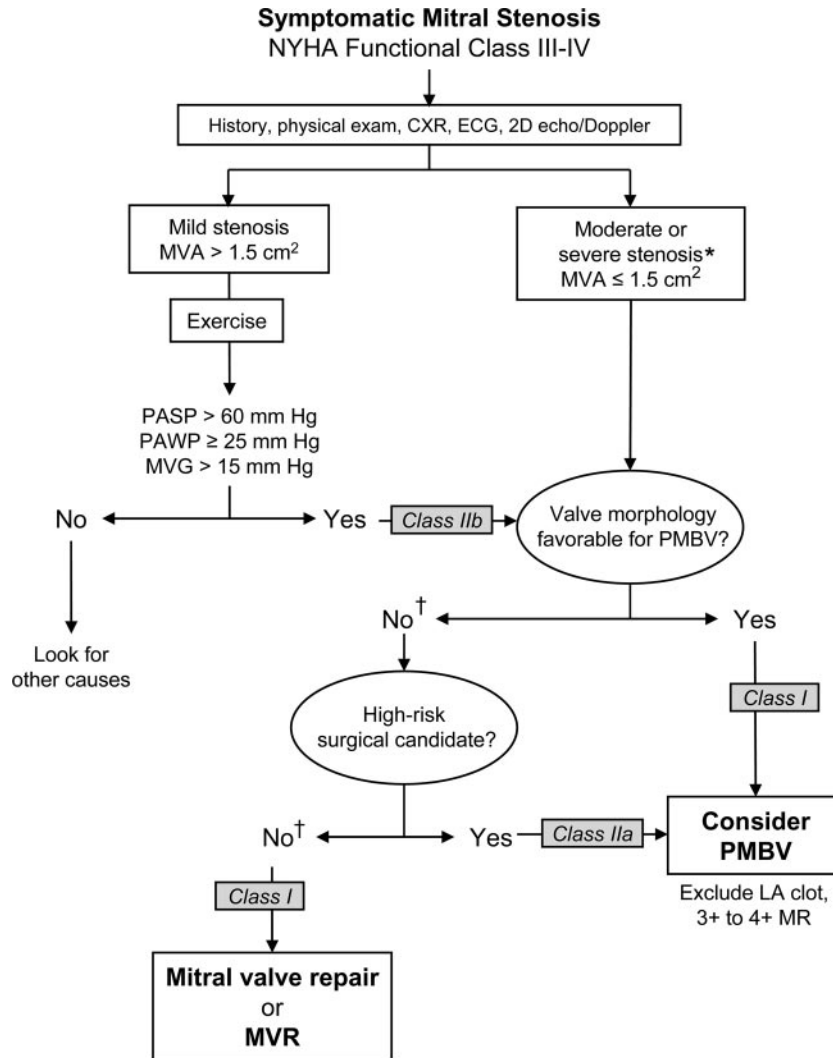 Symptomatic Mitral Stenosis
NYHA Functional Class III-IV
History, physical exam, CXR, ECG, 2D echo/Doppler
Mild stenosis
MVA > 1.5 cm²
Moderate or
severe stenosis*
MVA ≤ 1.5 cm²
Exercise
PASP > 60 mm Hg
PAWP ≥ 25 mm Hg
MVG > 15 mm Hg
No
Yes
Class IIb
Valve morphology
favorable for PMBV?
Look for
other causes
No†
Yes
High-risk
surgical candidate?
Class I
No†
Yes
Class IIa
Consider
PMBV
Exclude LA clot,
3+ to 4+ MR
Class I
Mitral valve repair
or
MVR